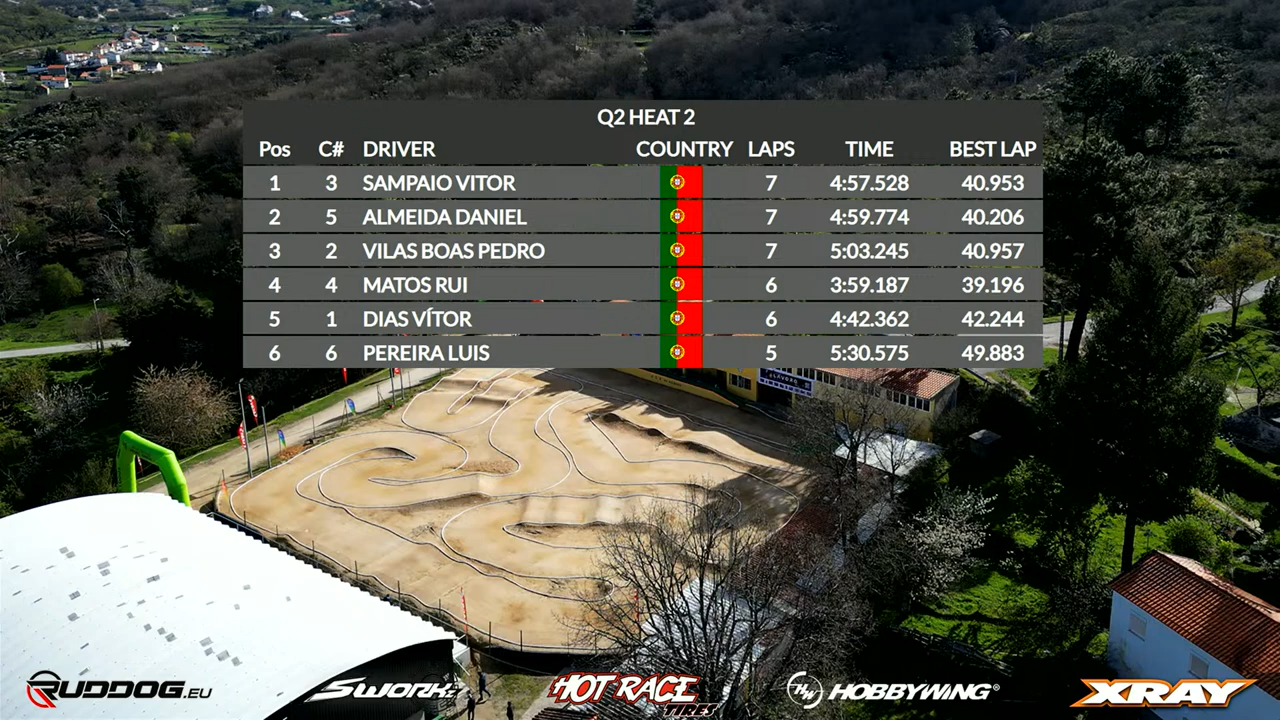 Q2 HEAT 2
Pos C# DRIVER COUNTRY LAPS TIME BEST LAP
1 3 SAMPAIO VITOR 7 4:57.528 40.953
2 5 ALMEIDA DANIEL 7 4:59.774 40.206
3 2 VILAS BOAS PEDRO 7 5:03.245 40.957
4 4 MATOS RUI 6 3:59.187 39.196
5 1 DIAS VÍTOR 6 4:42.362 42.244
6 6 PEREIRA LUIS 5 5:30.575 49.883
RUDDOG.EU SWORKz HOT RACE TIRES HW HOBBYWING® XRAY